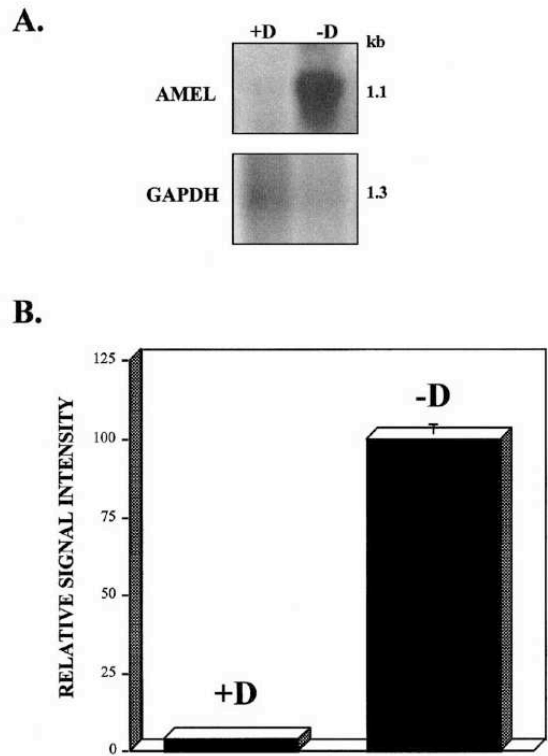 A.
+D -D
kb
AMEL 1.1
GAPDH 1.3
B.
RELATIVE SIGNAL INTENSITY
125
100
75
50
25
0
-D
+D